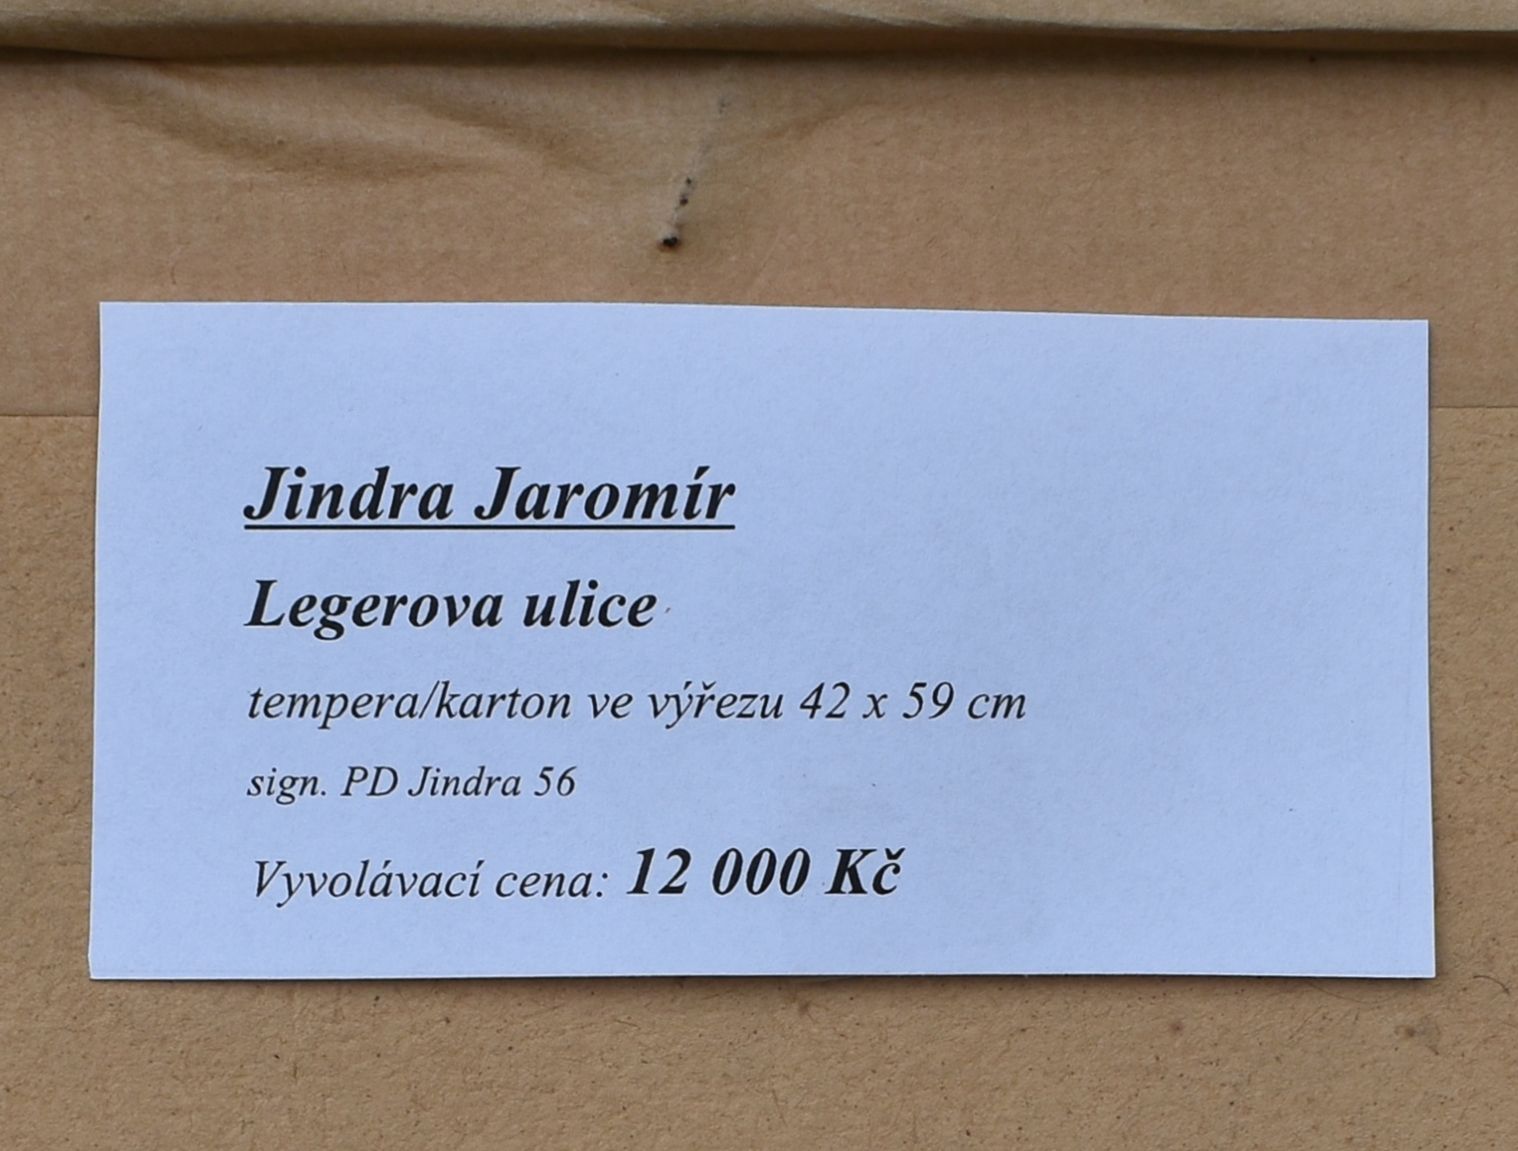 Jindra Jaromír
Legerova ulice
tempera/karton ve výřezu 42 x 59 cm
sign. PD Jindra 56
Vyvolávací cena: 12 000 Kč